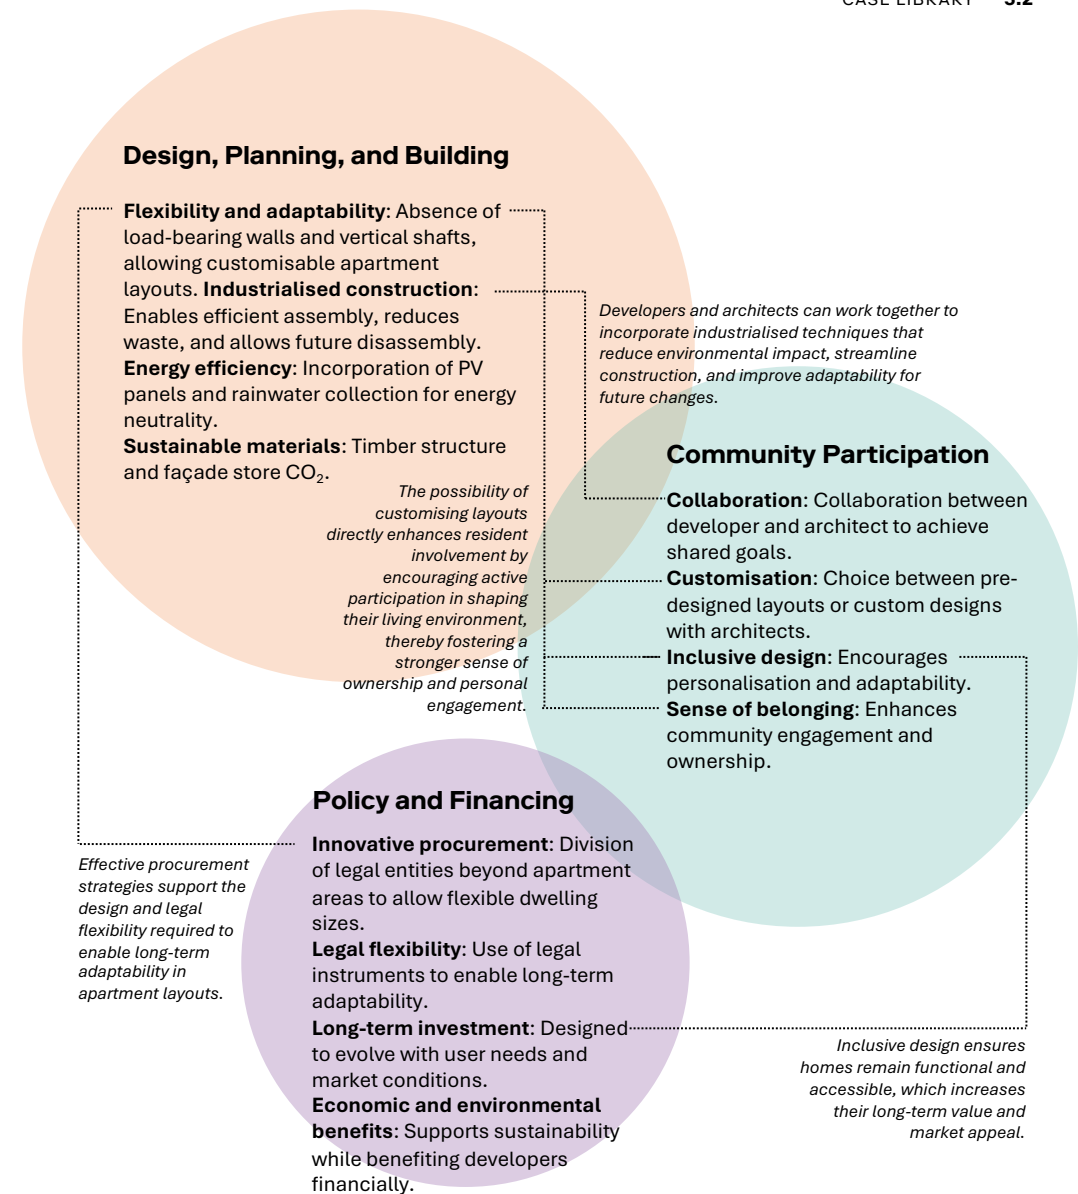 CASE LIBRARY 3.2
Design, Planning, and Building
Flexibility and adaptability: Absence of
load-bearing walls and vertical shafts,
allowing customisable apartment
layouts. Industrialised construction:
Enables efficient assembly, reduces
waste, and allows future disassembly.
Energy efficiency: Incorporation of PV
panels and rainwater collection for energy
neutrality.
Sustainable materials: Timber structure
and façade store CO₂.
The possibility of
customising layouts
directly enhances resident
involvement by
encouraging active
participation in shaping
their living environment,
thereby fostering a
stronger sense of
ownership and personal
engagement.
Developers and architects can work together to
incorporate industrialised techniques that
reduce environmental impact, streamline
construction, and improve adaptability for
future changes.
Community Participation
Collaboration: Collaboration between
developer and architect to achieve
shared goals.
Customisation: Choice between pre-
designed layouts or custom designs
with architects.
Inclusive design: Encourages
personalisation and adaptability.
Sense of belonging: Enhances
community engagement and
ownership.
Policy and Financing
Innovative procurement: Division
of legal entities beyond apartment
areas to allow flexible dwelling
sizes.
Legal flexibility: Use of legal
instruments to enable long-term
adaptability.
Long-term investment: Designed
to evolve with user needs and
market conditions.
Economic and environmental
benefits: Supports sustainability
while benefiting developers
financially.
Effective procurement
strategies support the
design and legal
flexibility required to
enable long-term
adaptability in
apartment layouts.
Inclusive design ensures
homes remain functional and
accessible, which increases
their long-term value and
market appeal.